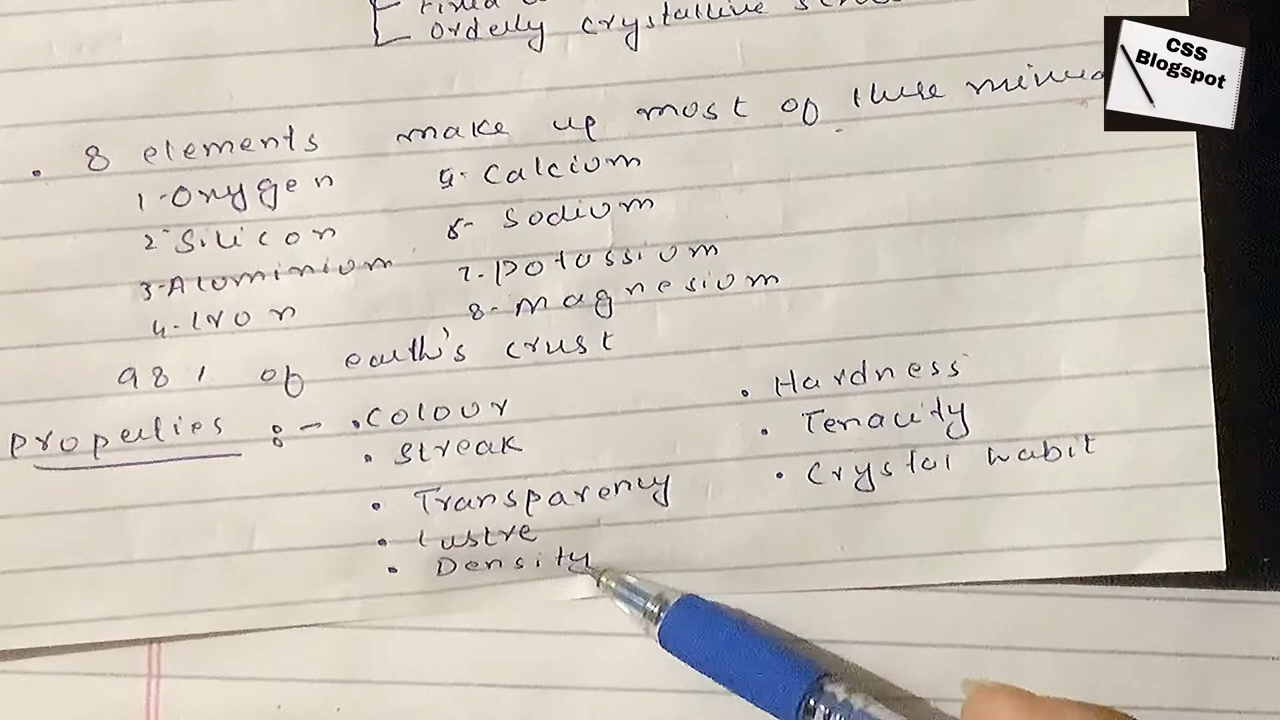 Orderly crystalline
CSS
Blogspot
• 8 elements make up most of these
1-Oxygen 5-Calcium
2-Silicon 6-Sodium
3-Aluminium 7-Potassium
4-Iron 8-Magnesium
98% of earth's crust
Properties :- •Colour •Hardness
•Streak •Tenacity
•Transparency •Crystal habit
•Lustre
•Density